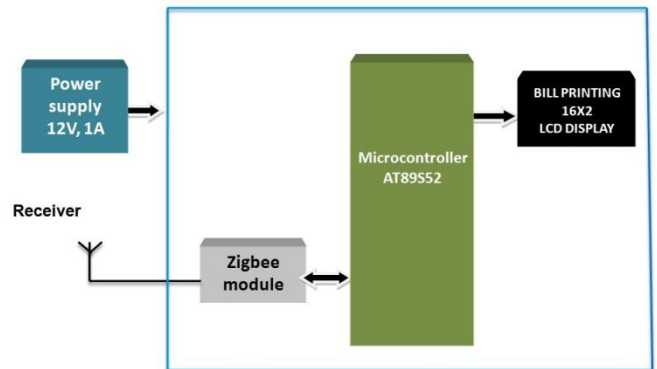 Power
supply
12V, 1A
BILL PRINTING
16X2
LCD DISPLAY
Microcontroller
AT89S52
Receiver
Zigbee
module